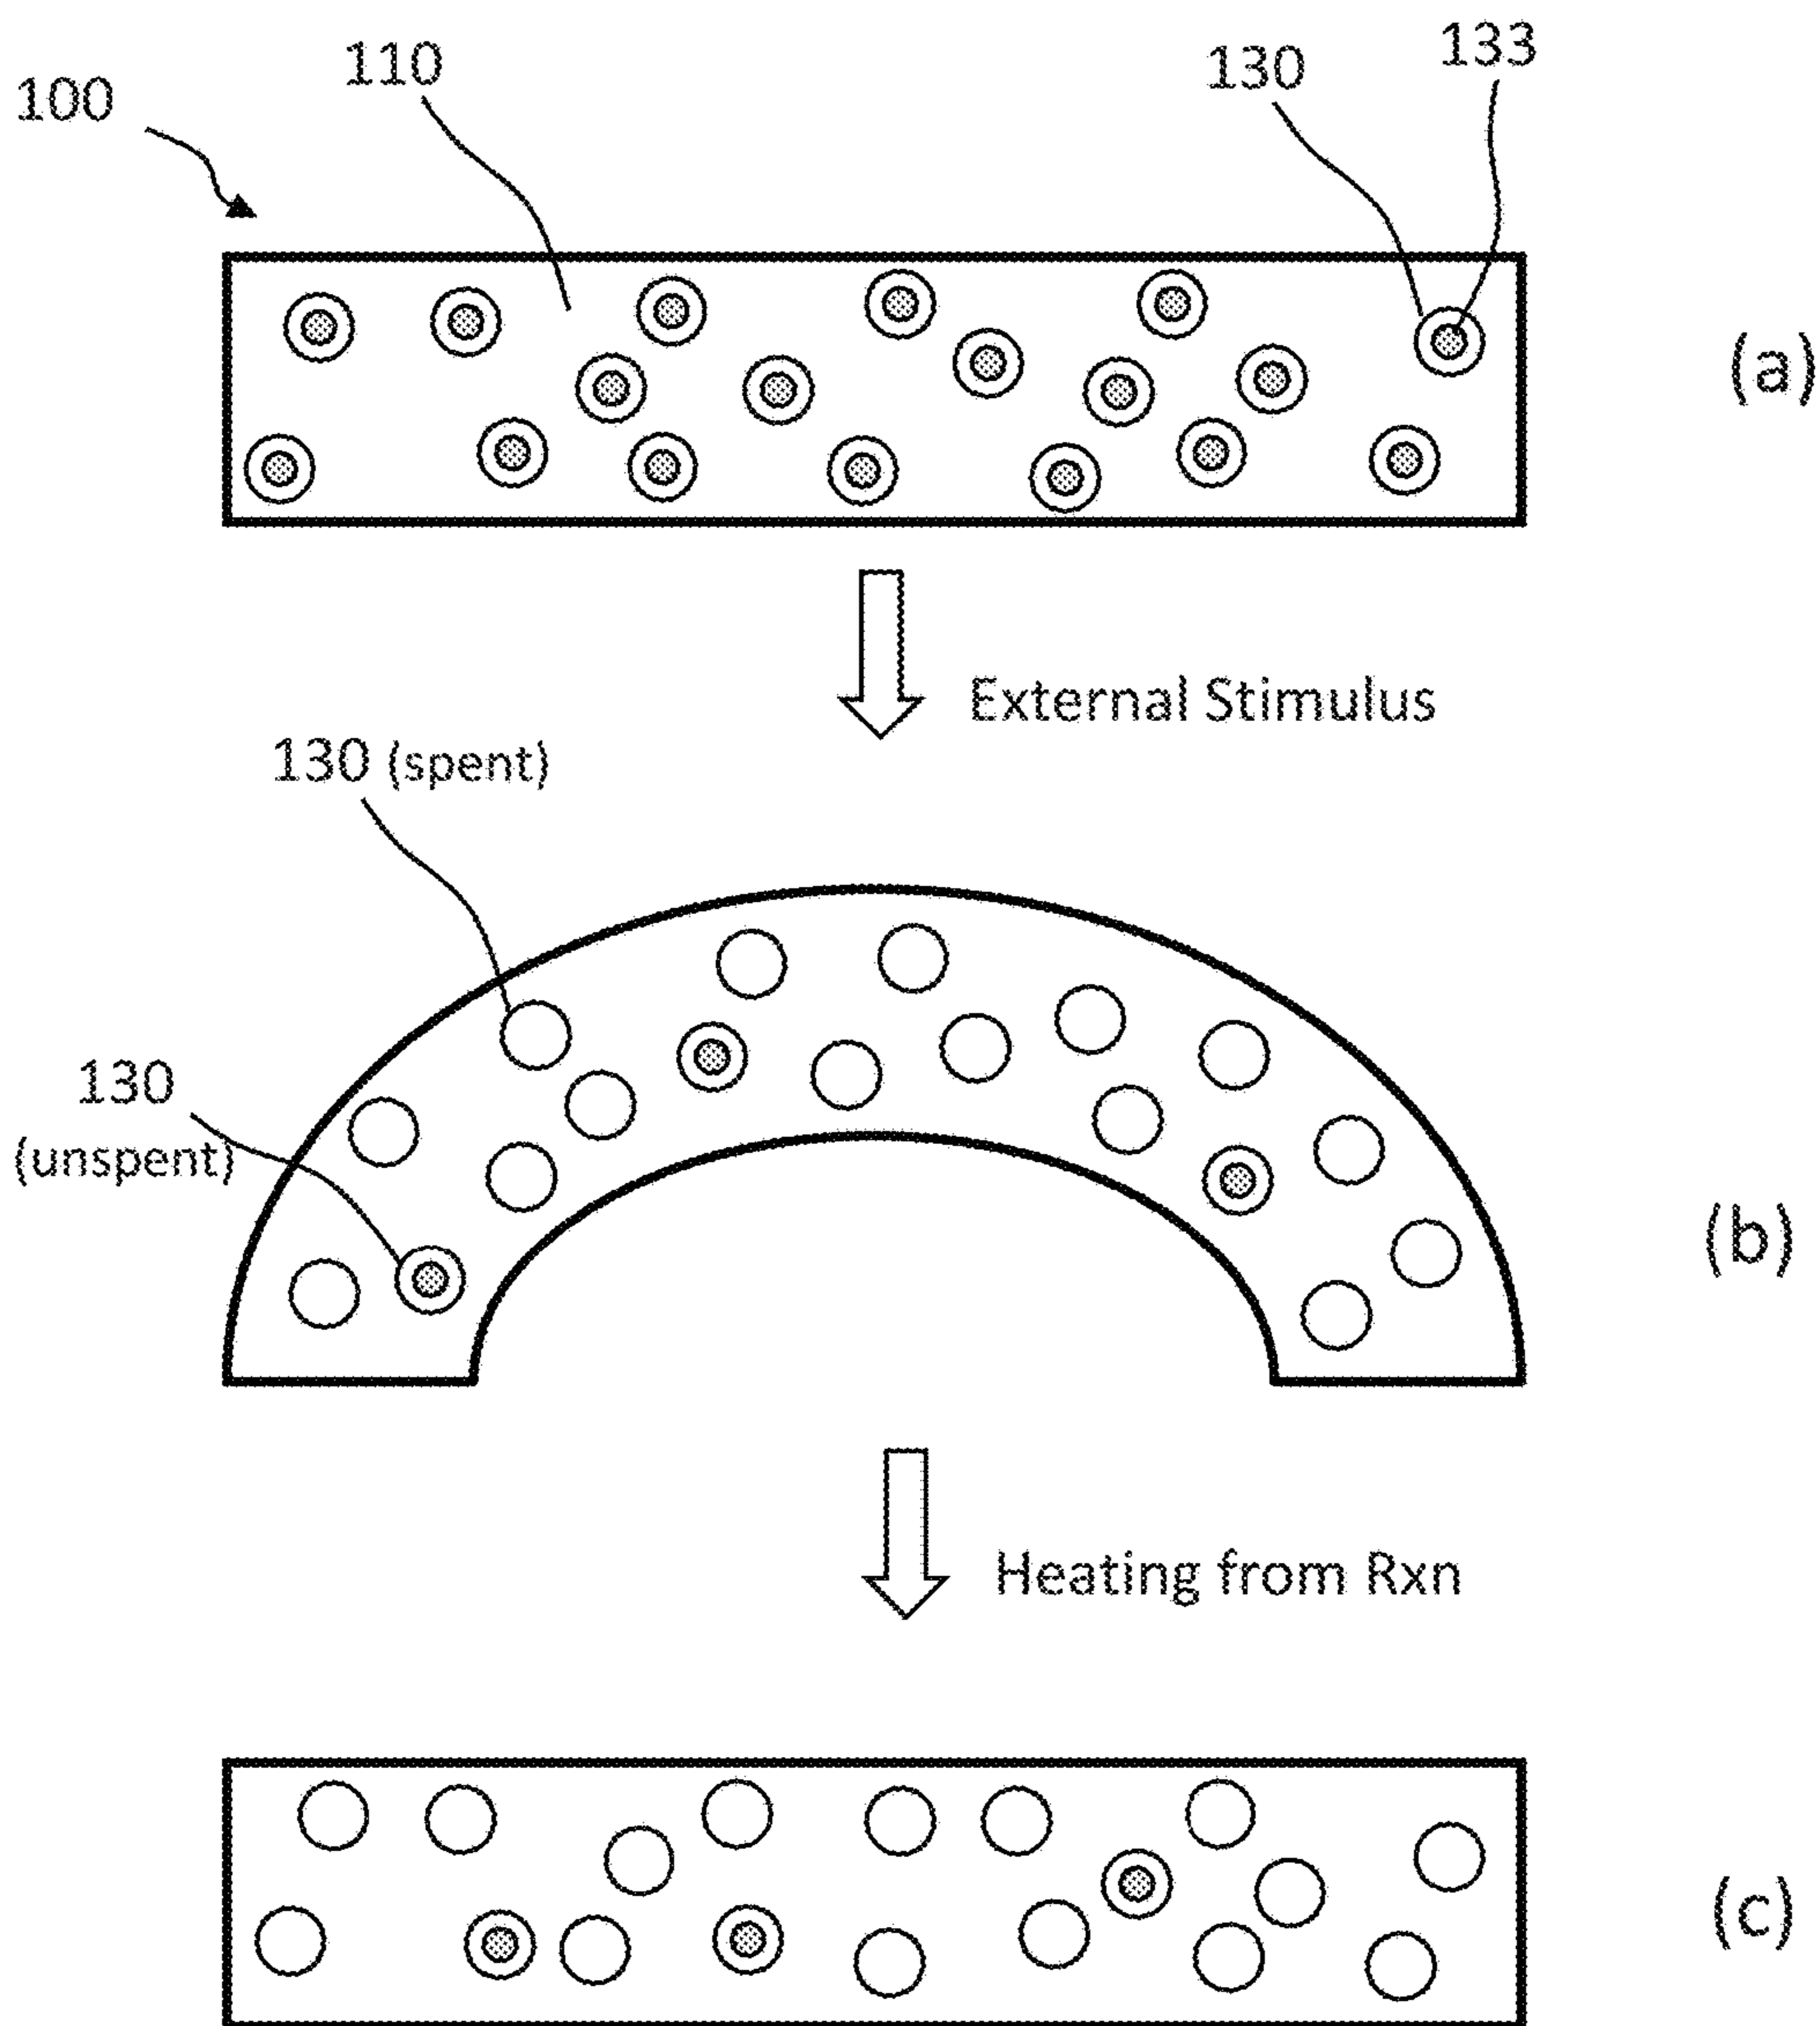 100
110
130
133
(a)
External Stimulus
130 (spent)
130
(unspent)
(b)
Heating from Rxn
(c)